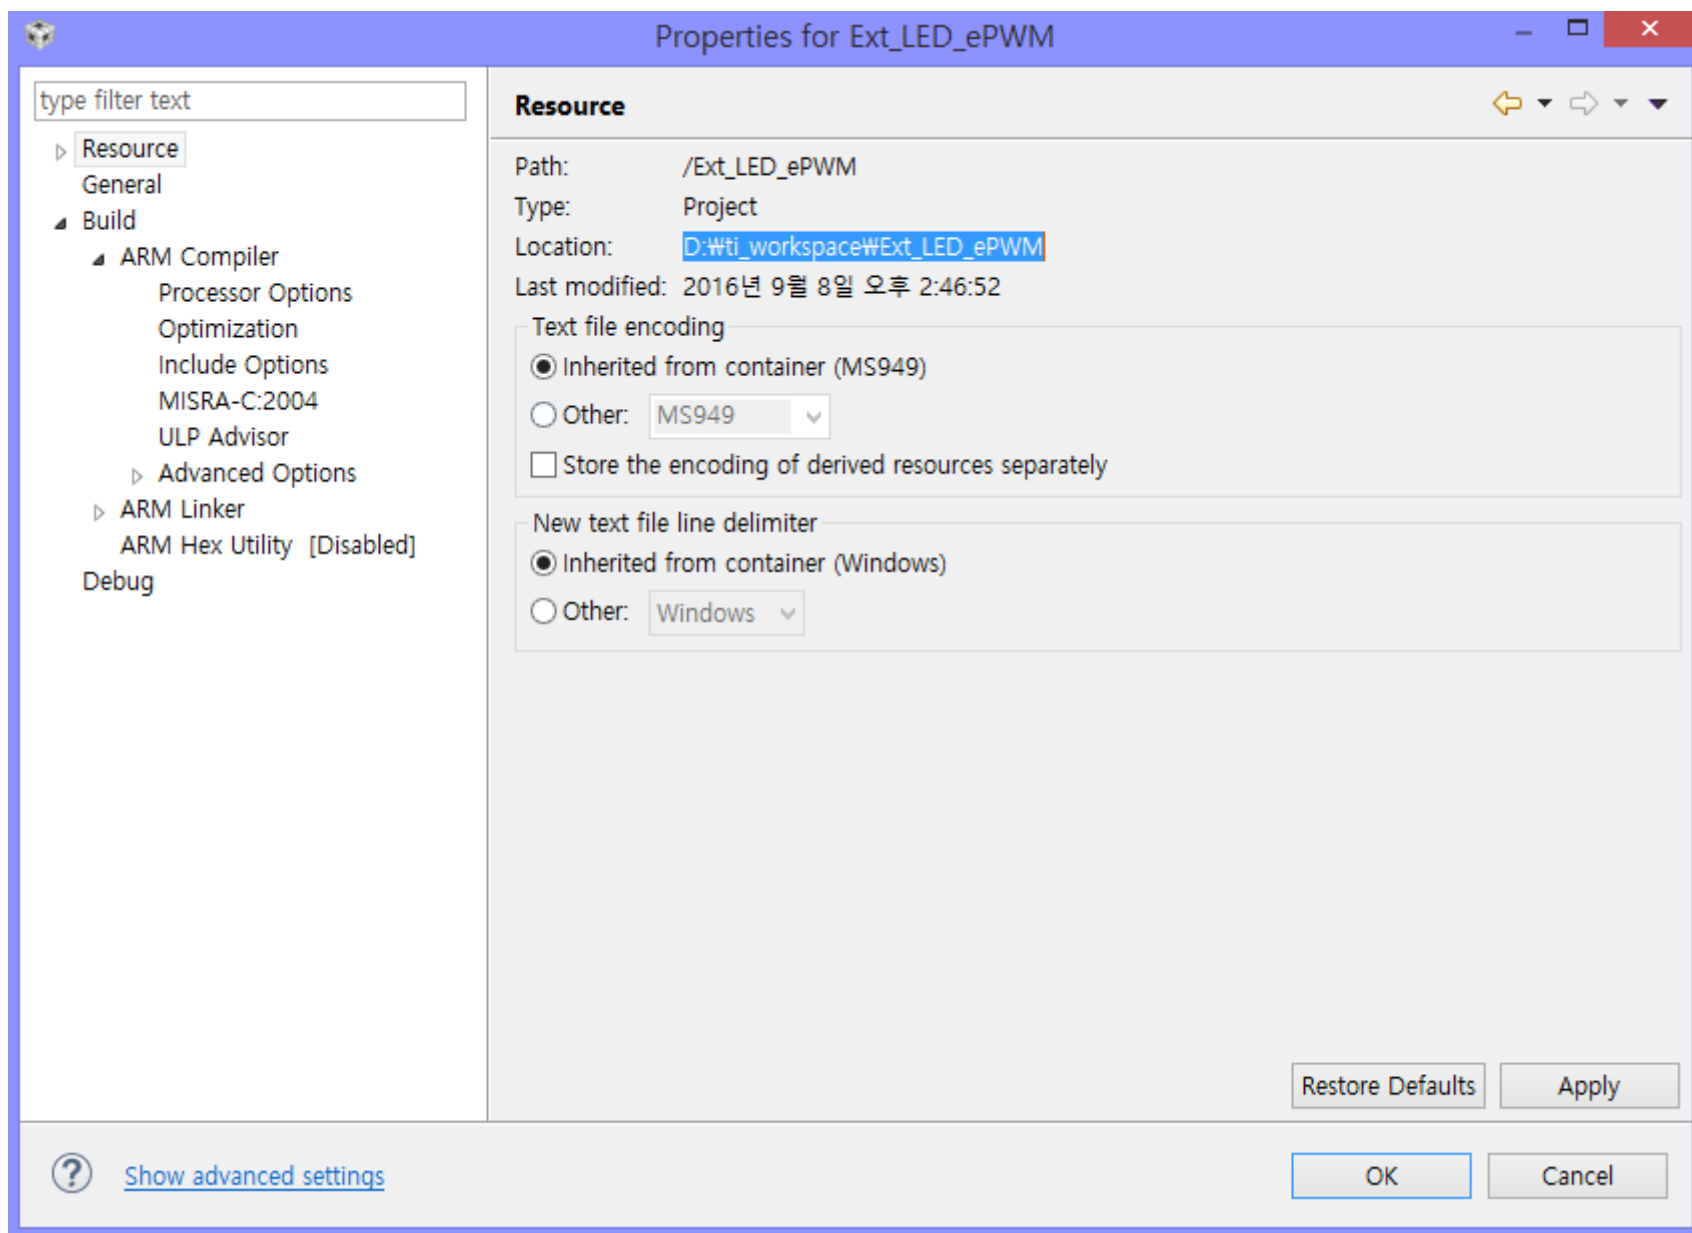 Properties for Ext_LED_ePWM
type filter text
Resource
General
Build
ARM Compiler
Processor Options
Optimization
Include Options
MISRA-C:2004
ULP Advisor
Advanced Options
ARM Linker
ARM Hex Utility [Disabled]
Debug
Resource
Path: /Ext_LED_ePWM
Type: Project
Location: D:₩ti_workspace₩Ext_LED_ePWM
Last modified: 2016년 9월 8일 오후 2:46:52
Text file encoding
Inherited from container (MS949)
Other: MS949
Store the encoding of derived resources separately
New text file line delimiter
Inherited from container (Windows)
Other: Windows
Restore Defaults Apply
? Show advanced settings OK Cancel